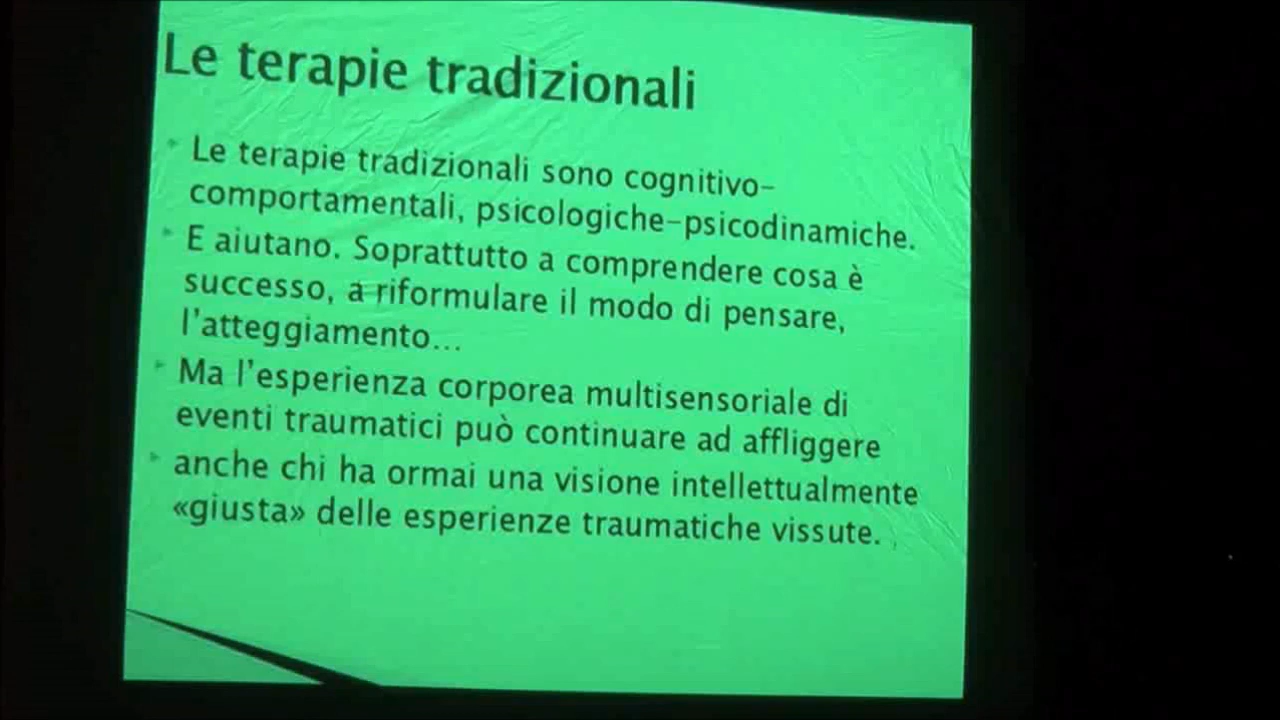 Le terapie tradizionali
Le terapie tradizionali sono cognitivo-
comportamentali, psicologiche-psicodinamiche.
E aiutano. Soprattutto a comprendere cosa è
successo, a riformulare il modo di pensare,
l'atteggiamento...
Ma l'esperienza corporea multisensoriale di
eventi traumatici può continuare ad affliggere
anche chi ha ormai una visione intellettualmente
«giusta» delle esperienze traumatiche vissute.